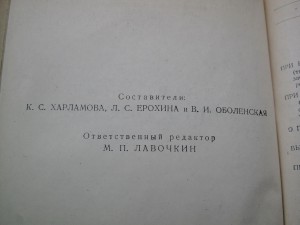 Составители:
К. С. ХАРЛАМОВА, Л. С. ЕРОХИНА и В. И. ОБОЛЕНСКАЯ
Ответственный редактор
М. П. ЛАВОЧКИН